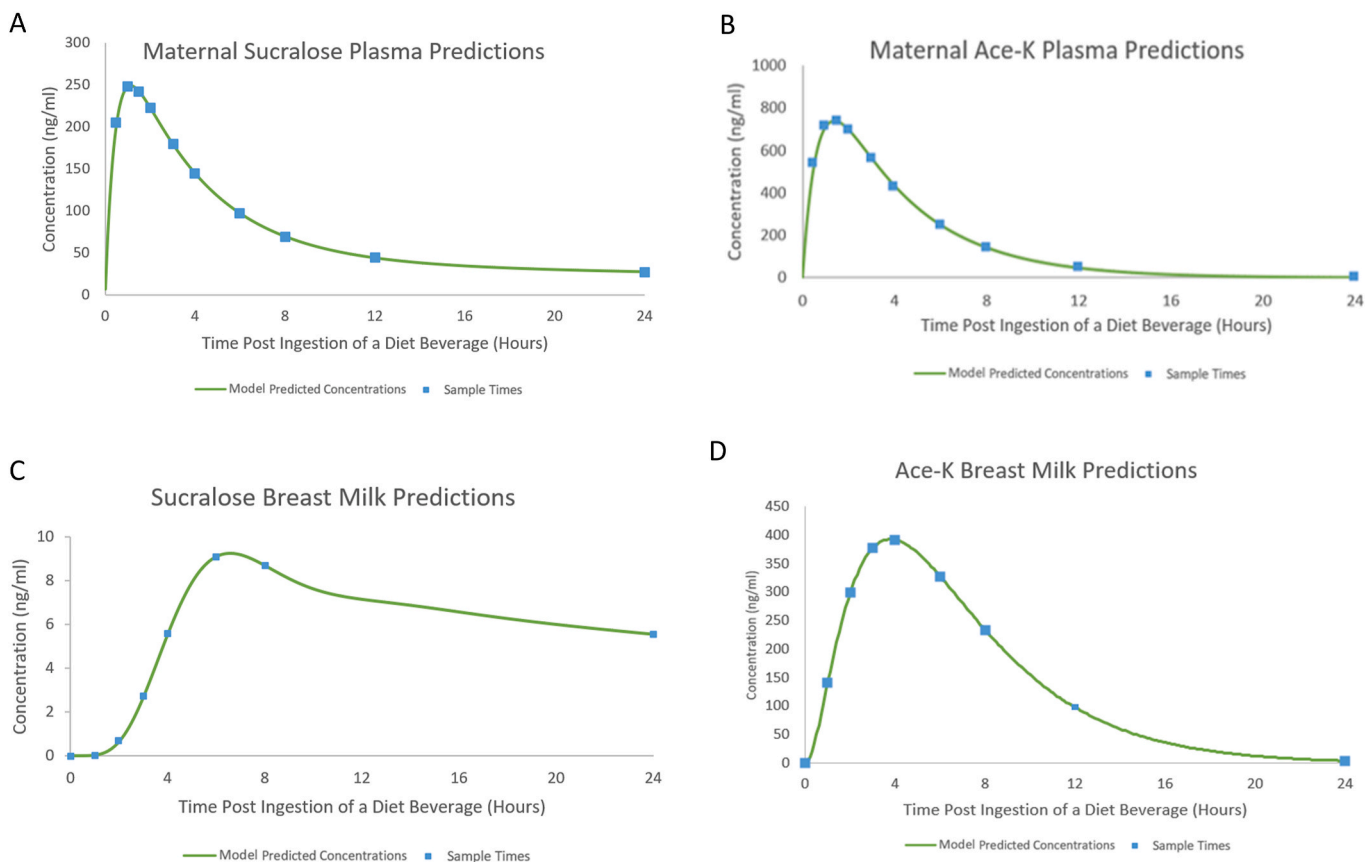 A
Maternal Sucralose Plasma Predictions
Concentration (ng/ml)
300
250
200
150
100
50
0
0 4 8 12 16 20 24
Time Post Ingestion of a Diet Beverage (Hours)
Model Predicted Concentrations Sample Times
B
Maternal Ace-K Plasma Predictions
Concentration (ng/ml)
1000
800
600
400
200
0
0 4 8 12 16 20 24
Time Post Ingestion of a Diet Beverage (Hours)
Model Predicted Concentrations Sample Times
C
Sucralose Breast Milk Predictions
Concentration (ng/ml)
10
8
6
4
2
0
0 4 8 12 16 20 24
Time Post Ingestion of a Diet Beverage (Hours)
Model Predicted Concentrations Sample Times
D
Ace-K Breast Milk Predictions
Concentration (ng/ml)
450
400
350
300
250
200
150
100
50
0
0 4 8 12 16 20 24
Time Post Ingestion of a Diet Beverage (Hours)
Model Predicted Concentrations Sample Times